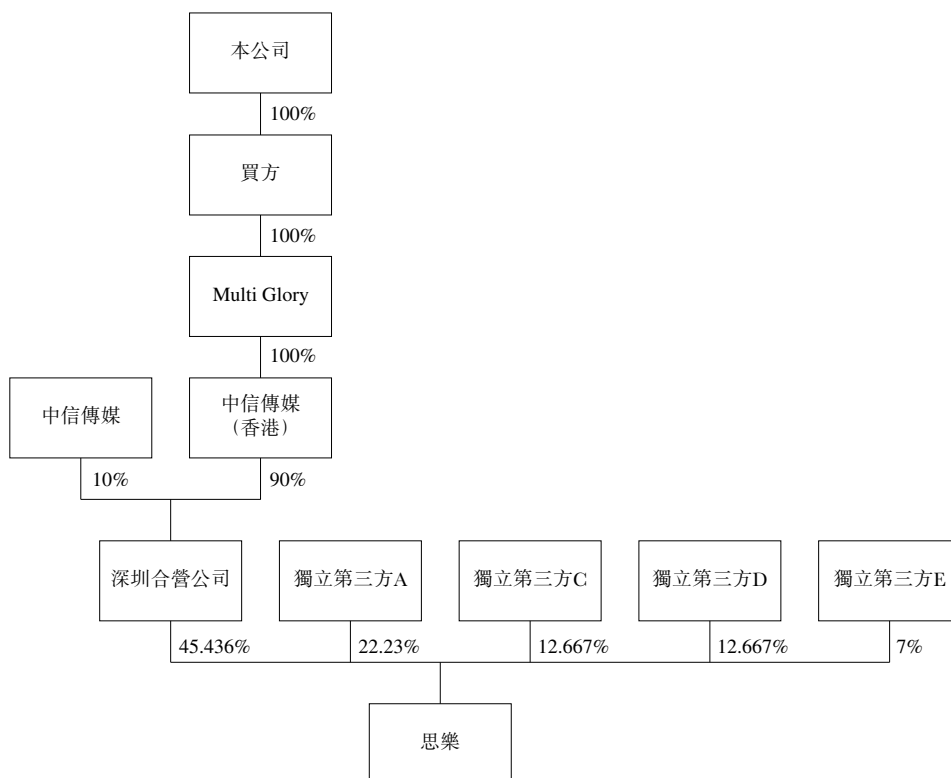 本公司
100%
買方
100%
Multi Glory
100%
中信傳媒
中信傳媒
（香港）
10%
90%
深圳合營公司
獨立第三方A
獨立第三方C
獨立第三方D
獨立第三方E
45.436%
22.23%
12.667%
12.667%
7%
思樂